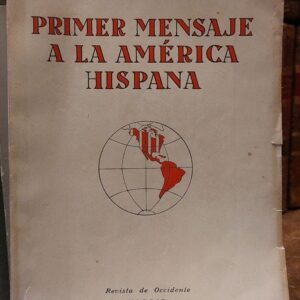 PRIMER MENSAJE
A LA AMÉRICA
HISPANA
Revista de Occidente